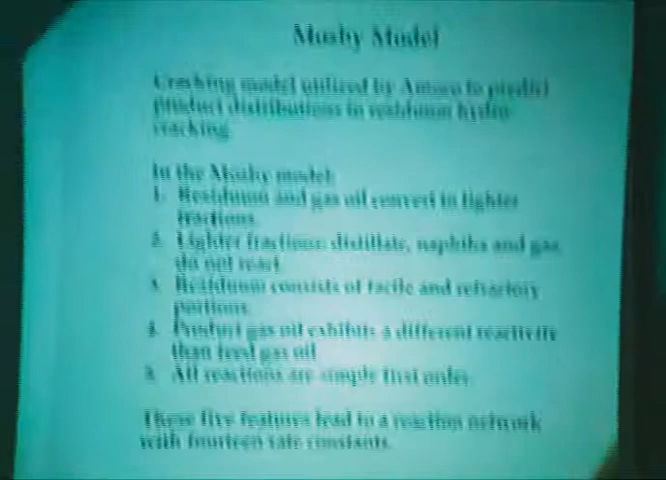 Mosby Model
Cracking model utilized by Amoco to predict
product distributions in residuum hydro-
cracking.
In the Mosby model:
1. Residuum and gas oil convert to lighter
fractions.
2. Lighter fractions: distillate, naphtha and gas
do not react.
3. Residuum consists of facile and refractory
portions.
4. Product gas oil exhibits a different reactivity
than feed gas oil.
5. All reactions are simple first order.
These five features lead to a reaction network
with fourteen rate constants.